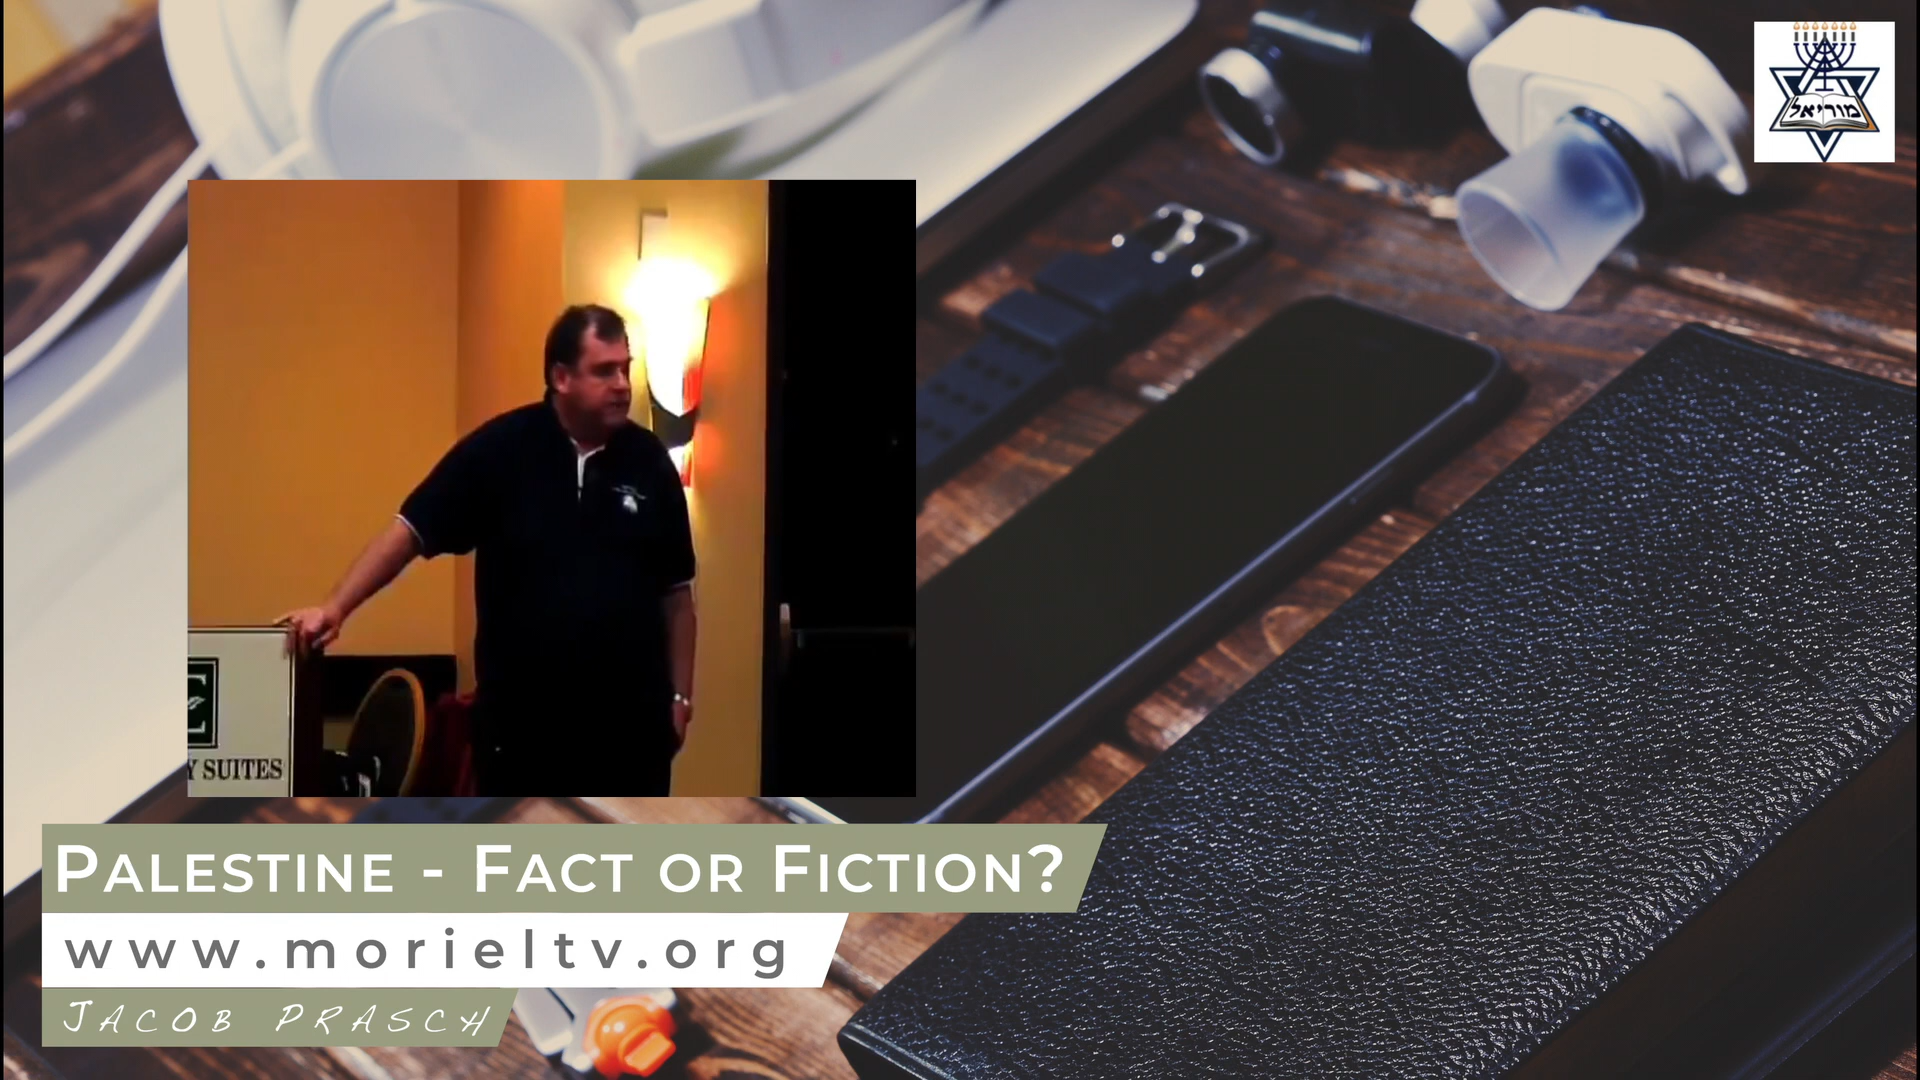 מוריאל
Y SUITES
PALESTINE - FACT OR FICTION?
www.morieltv.org
JACOB PRASCH